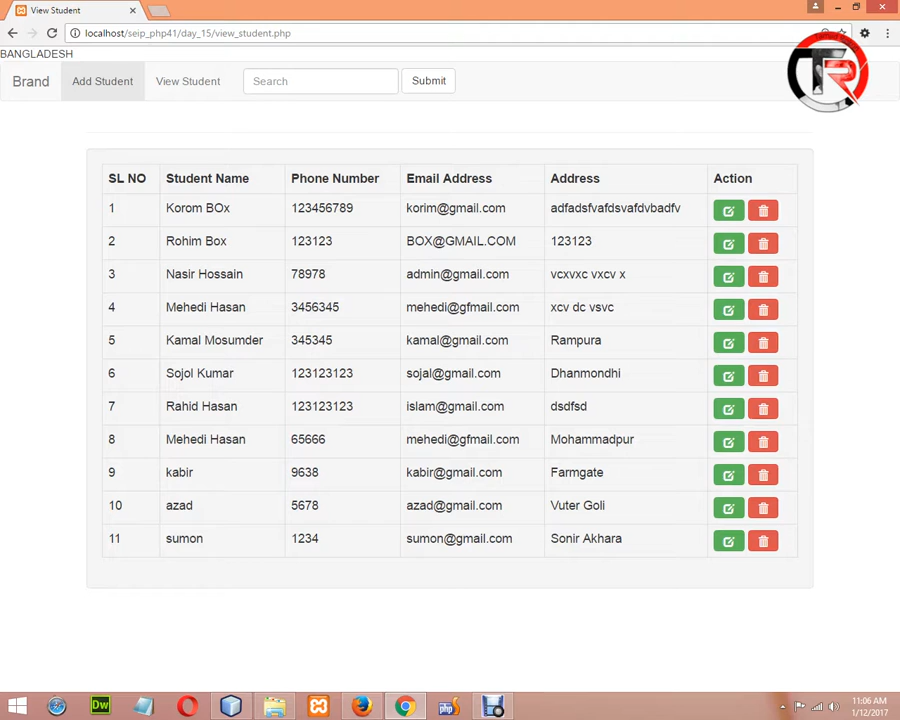 View Student
localhost/seip_php41/day_15/view_student.php
BANGLADESH
Brand Add Student View Student Search Submit
TR
SL NO Student Name Phone Number Email Address Address Action
1 Korom BOx 123456789 korim@gmail.com adfadsfvafdsvafdvbadfv
2 Rohim Box 123123 BOX@GMAIL.COM 123123
3 Nasir Hossain 78978 admin@gmail.com vcxvxc vxcv x
4 Mehedi Hasan 3456345 mehedi@gfmail.com xcv dc vsvc
5 Kamal Mosumder 345345 kamal@gmail.com Rampura
6 Sojol Kumar 123123123 sojal@gmail.com Dhanmondhi
7 Rahid Hasan 123123123 islam@gmail.com dsdfsd
8 Mehedi Hasan 65666 mehedi@gfmail.com Mohammadpur
9 kabir 9638 kabir@gmail.com Farmgate
10 azad 5678 azad@gmail.com Vuter Goli
11 sumon 1234 sumon@gmail.com Sonir Akhara
Dw
php
11:06 AM
1/12/2017